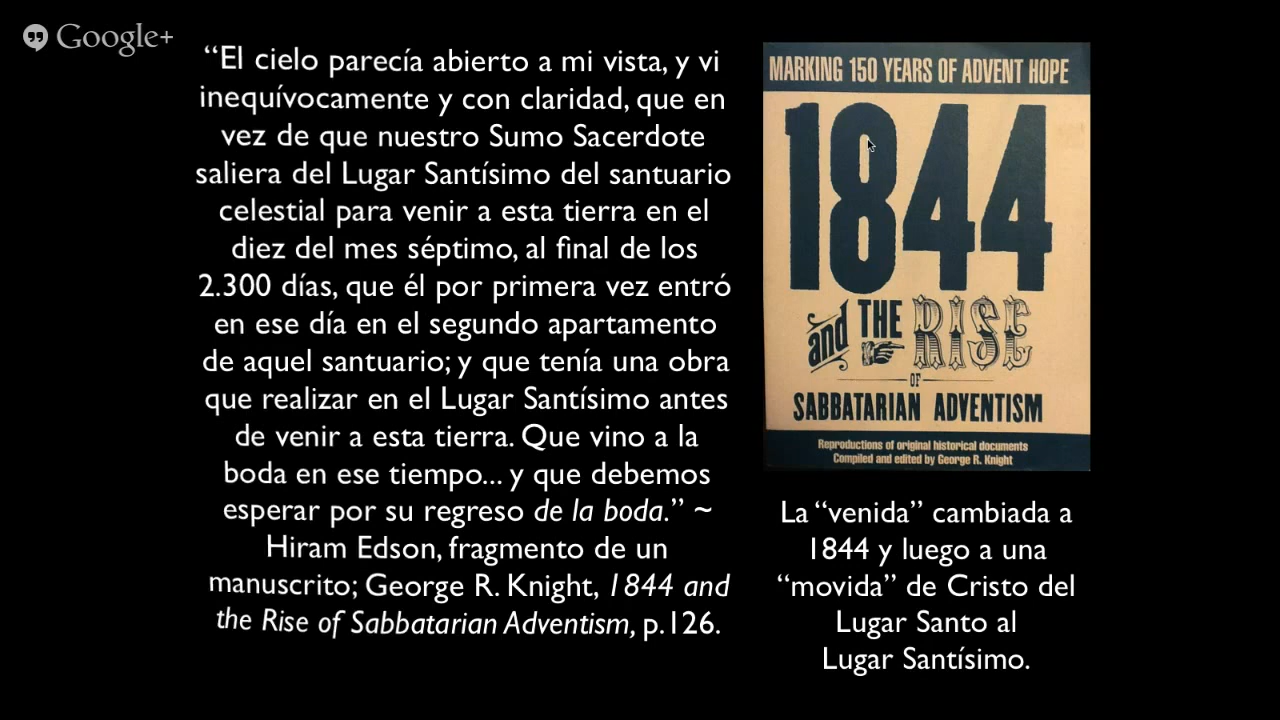 Google+
“El cielo parecía abierto a mi vista, y vi
inequívocamente y con claridad, que en
vez de que nuestro Sumo Sacerdote
saliera del Lugar Santísimo del santuario
celestial para venir a esta tierra en el
diez del mes séptimo, al final de los
2.300 días, que él por primera vez entró
en ese día en el segundo apartamento
de aquel santuario; y que tenía una obra
que realizar en el Lugar Santísimo antes
de venir a esta tierra. Que vino a la
boda en ese tiempo... y que debemos
esperar por su regreso de la boda.” ~
Hiram Edson, fragmento de un
manuscrito; George R. Knight, 1844 and
the Rise of Sabbatarian Adventism, p.126.
MARKING 150 YEARS OF ADVENT HOPE
1844
and THE RISE
OF
SABBATARIAN ADVENTISM
Reproductions of original historical documents
Compiled and edited by George R. Knight
La “venida” cambiada a
1844 y luego a una
“movida” de Cristo del
Lugar Santo al
Lugar Santísimo.